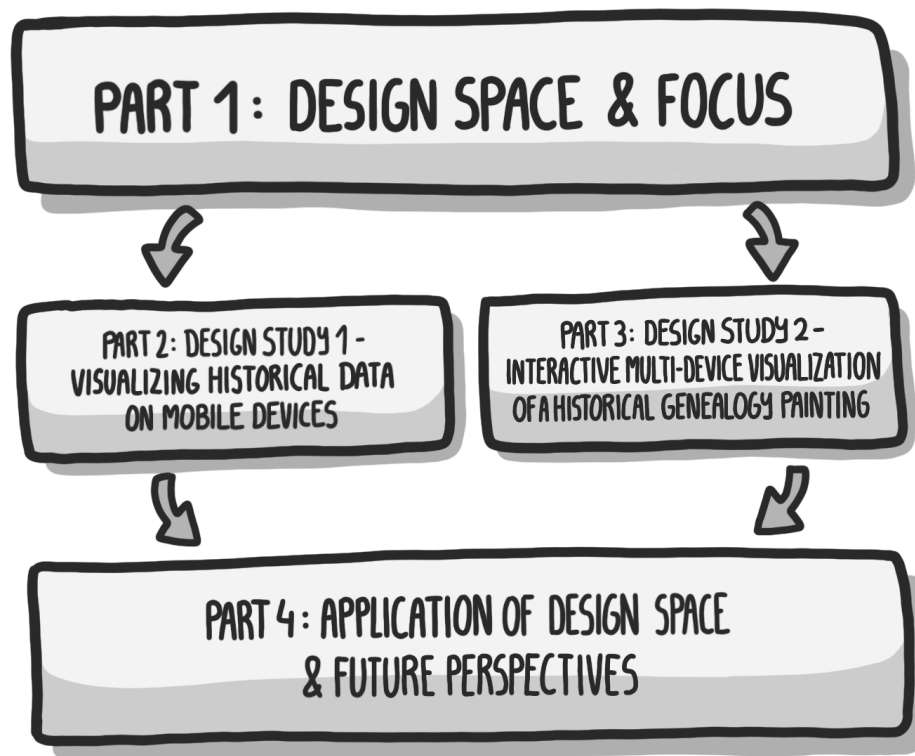 PART 1: DESIGN SPACE & FOCUS
PART 2: DESIGN STUDY 1 -
VISUALIZING HISTORICAL DATA
ON MOBILE DEVICES
PART 3: DESIGN STUDY 2 -
INTERACTIVE MULTI-DEVICE VISUALIZATION
OF A HISTORICAL GENEALOGY PAINTING
PART 4: APPLICATION OF DESIGN SPACE
& FUTURE PERSPECTIVES